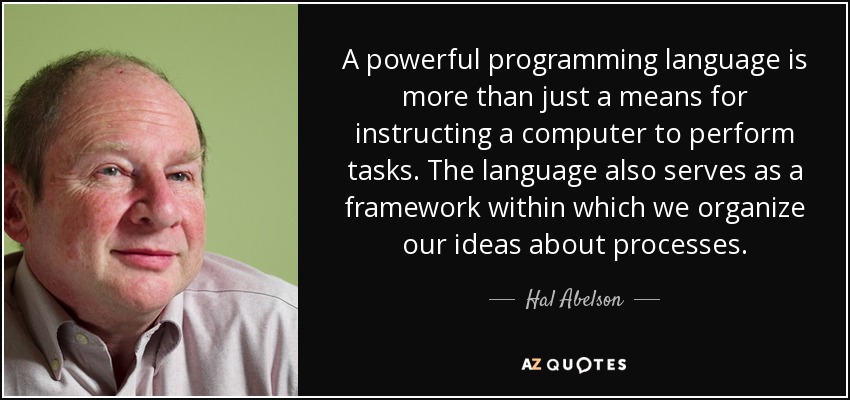 A powerful programming language is
more than just a means for
instructing a computer to perform
tasks. The language also serves as a
framework within which we organize
our ideas about processes.
Hal Abelson
AZ QUOTES